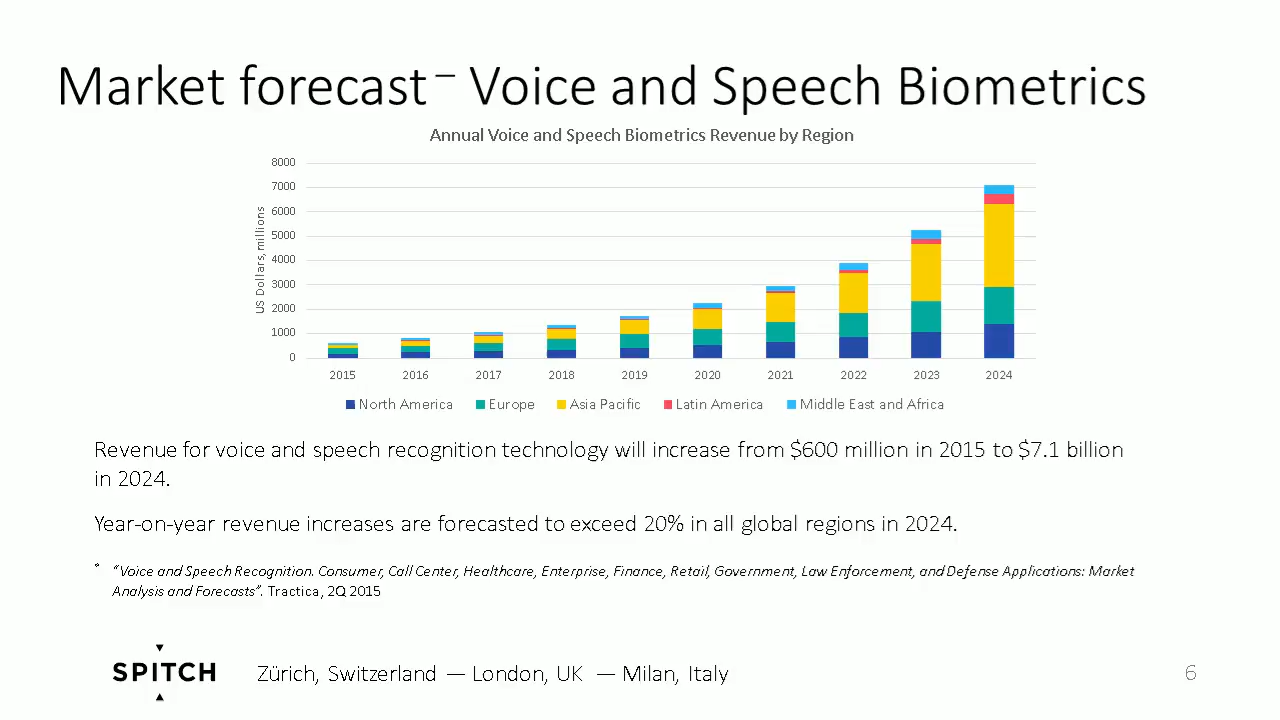 Market forecast – Voice and Speech Biometrics
Annual Voice and Speech Biometrics Revenue by Region
US Dollars, millions
8000
7000
6000
5000
4000
3000
2000
1000
0
2015 2016 2017 2018 2019 2020 2021 2022 2023 2024
North America Europe Asia Pacific Latin America Middle East and Africa
Revenue for voice and speech recognition technology will increase from $600 million in 2015 to $7.1 billion
in 2024.
Year-on-year revenue increases are forecasted to exceed 20% in all global regions in 2024.
* “Voice and Speech Recognition. Consumer, Call Center, Healthcare, Enterprise, Finance, Retail, Government, Law Enforcement, and Defense Applications: Market
Analysis and Forecasts”. Tractica, 2Q 2015
SPITCH Zürich, Switzerland — London, UK — Milan, Italy 6